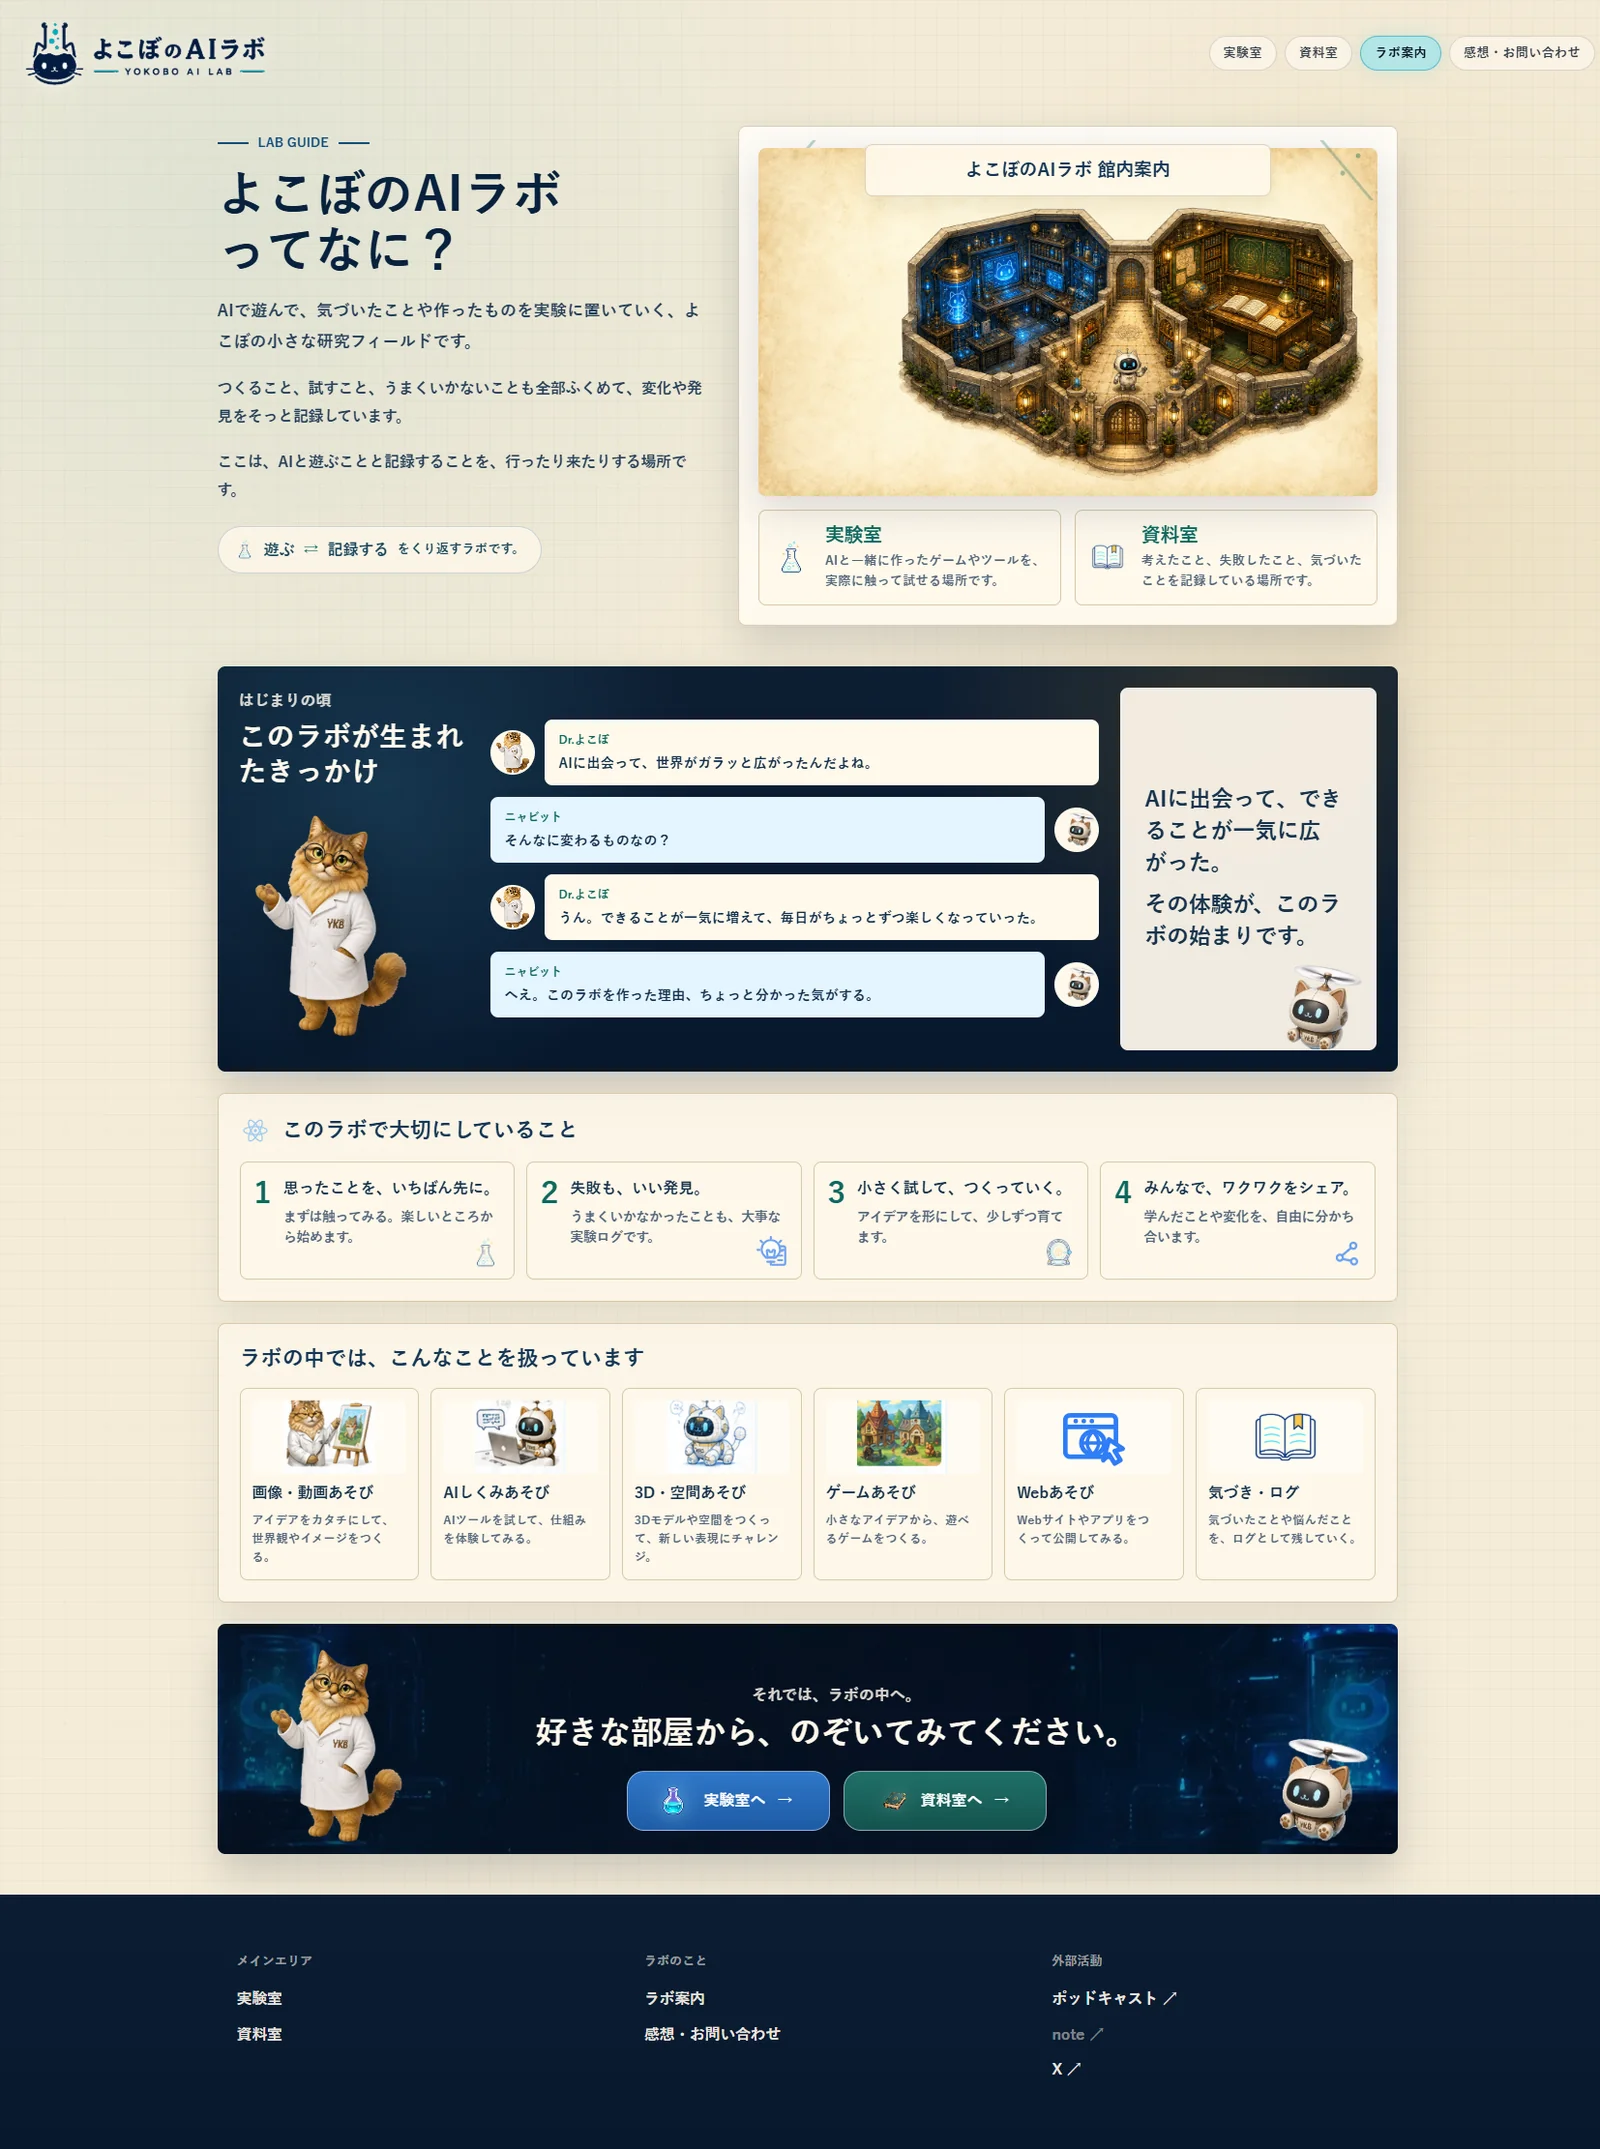 よこぼのAIラボ
YOKOBO AI LAB
実験室
資料室
ラボ案内
感想・お問い合わせ
LAB GUIDE
よこぼのAIラボ
ってなに？
AIで遊んで、気づいたことや作ったものを実験に置いていく、よ
こぼの小さな研究フィールドです。
つくること、試すこと、うまくいかないことも全部ふくめて、変化や発
見をそっと記録しています。
ここは、AIと遊ぶことと記録することを、行ったり来たりする場所で
す。
遊ぶ ⇌ 記録する をくり返すラボです。
よこぼのAIラボ 館内案内
実験室
AIと一緒に作ったゲームやツールを、
実際に触って試せる場所です。
資料室
考えたこと、失敗したこと、気づいた
ことを記録している場所です。
はじまりの頃
このラボが生まれ
たきっかけ
YKB
Dr.よこぼ
AIに出会って、世界がガラッと広がったんだよね。
ニャビット
そんなに変わるものなの？
Dr.よこぼ
うん。できることが一気に増えて、毎日がちょっとずつ楽しくなっていった。
ニャビット
へえ。このラボを作った理由、ちょっと分かった気がする。
AIに出会って、でき
ることが一気に広
がった。
その体験が、このラ
ボの始まりです。
YKB
このラボで大切にしていること
1
思ったことを、いちばん先に。
まずは触ってみる。楽しいところか
ら始めます。
2
失敗も、いい発見。
うまくいかなかったことも、大事な
実験ログです。
3
小さく試して、つくっていく。
アイデアを形にして、少しずつ育て
ます。
4
みんなで、ワクワクをシェア。
学んだことや変化を、自由に分かち
合います。
ラボの中では、こんなことを扱っています
画像・動画あそび
アイデアをカタチにして、
世界観やイメージをつく
る。
AIしくみあそび
AIツールを試して、仕組み
を体験してみる。
3D・空間あそび
3Dモデルや空間をつくっ
て、新しい表現にチャレン
ジ。
ゲームあそび
小さなアイデアから、遊べ
るゲームをつくる。
Webあそび
Webサイトやアプリをつ
くって公開してみる。
気づき・ログ
気づいたことや悩んだこと
を、ログとして残していく。
それでは、ラボの中へ。
好きな部屋から、のぞいてみてください。
実験室へ →
資料室へ →
YKB
YKB
メインエリア
実験室
資料室
ラボのこと
ラボ案内
感想・お問い合わせ
外部活動
ポッドキャスト ↗
note ↗
X ↗